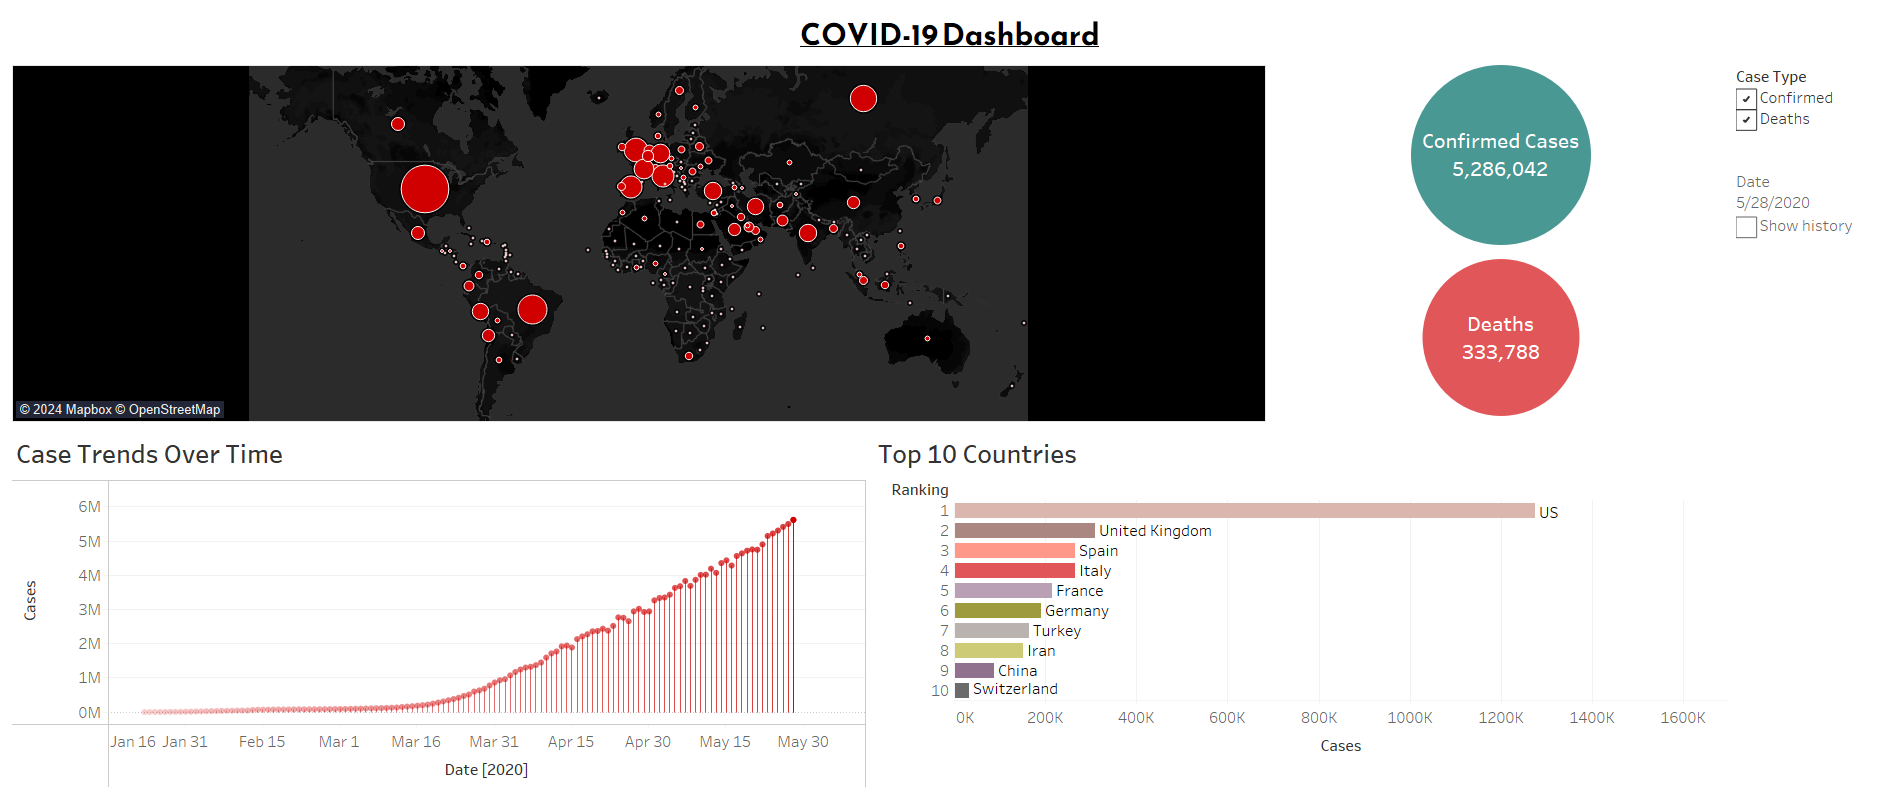 COVID-19 Dashboard
© 2024 Mapbox © OpenStreetMap
Confirmed Cases
5,286,042
Deaths
333,788
Case Type
Confirmed
Deaths
Date
5/28/2020
Show history
Case Trends Over Time
Cases
6M
5M
4M
3M
2M
1M
0M
Jan 16 Jan 31 Feb 15 Mar 1 Mar 16 Mar 31 Apr 15 Apr 30 May 15 May 30
Date [2020]
Top 10 Countries
Ranking
1 US
2 United Kingdom
3 Spain
4 Italy
5 France
6 Germany
7 Turkey
8 Iran
9 China
10 Switzerland
0K 200K 400K 600K 800K 1000K 1200K 1400K 1600K
Cases